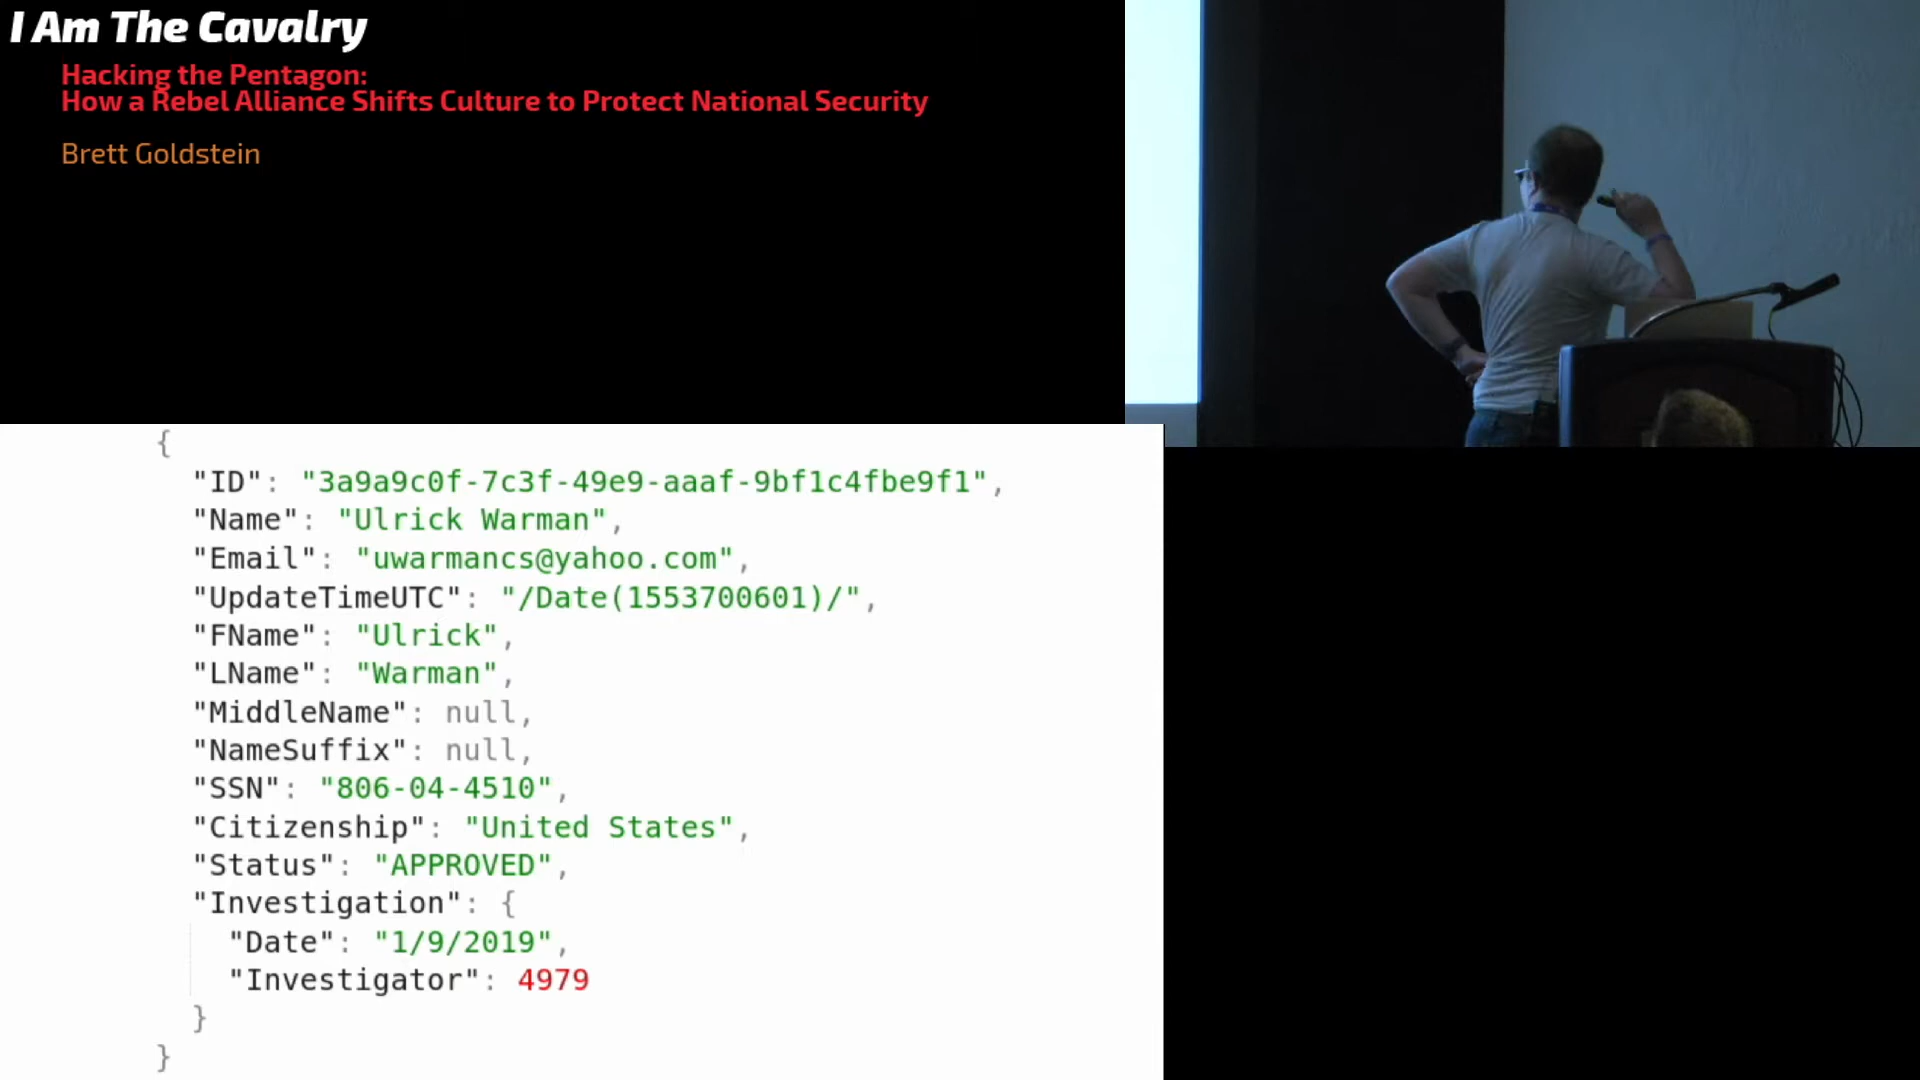 I Am The Cavalry
Hacking the Pentagon:
How a Rebel Alliance Shifts Culture to Protect National Security
Brett Goldstein
{
"ID": "3a9a9c0f-7c3f-49e9-aaaf-9bf1c4fbe9f1",
"Name": "Ulrick Warman",
"Email": "uwarmancs@yahoo.com",
"UpdateTimeUTC": "/Date(1553700601)/",
"FName": "Ulrick",
"LName": "Warman",
"MiddleName": null,
"NameSuffix": null,
"SSN": "806-04-4510",
"Citizenship": "United States",
"Status": "APPROVED",
"Investigation": {
"Date": "1/9/2019",
"Investigator": 4979
}
}